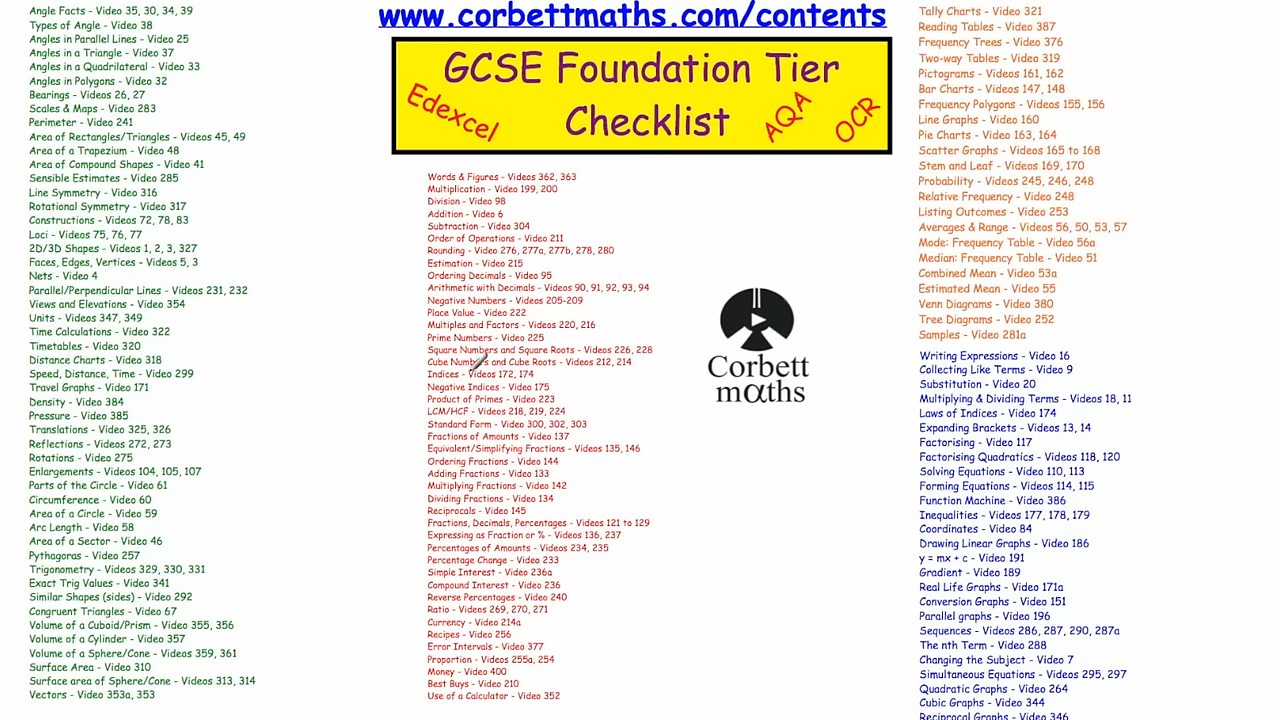 www.corbettmaths.com/contents
GCSE Foundation Tier
Checklist
Edexcel
AQA
OCR
Angle Facts - Video 35, 30, 34, 39
Types of Angle - Video 38
Angles in Parallel Lines - Video 25
Angles in a Triangle - Video 37
Angles in a Quadrilateral - Video 33
Angles in Polygons - Video 32
Bearings - Videos 26, 27
Scales & Maps - Video 283
Perimeter - Video 241
Area of Rectangles/Triangles - Videos 45, 49
Area of a Trapezium - Video 48
Area of Compound Shapes - Video 41
Sensible Estimates - Video 285
Line Symmetry - Video 316
Rotational Symmetry - Video 317
Constructions - Videos 72, 78, 83
Loci - Videos 75, 76, 77
2D/3D Shapes - Videos 1, 2, 3, 327
Faces, Edges, Vertices - Videos 5, 3
Nets - Video 4
Parallel/Perpendicular Lines - Videos 231, 232
Views and Elevations - Video 354
Units - Videos 347, 349
Time Calculations - Video 322
Timetables - Video 320
Distance Charts - Video 318
Speed, Distance, Time - Video 299
Travel Graphs - Video 171
Density - Video 384
Pressure - Video 385
Translations - Video 325, 326
Reflections - Video 272, 273
Rotations - Video 275
Enlargements - Videos 104, 105, 107
Parts of the Circle - Video 61
Circumference - Video 60
Area of a Circle - Video 59
Arc Length - Video 58
Area of a Sector - Video 46
Pythagoras - Video 257
Trigonometry - Videos 329, 330, 331
Exact Trig Values - Video 341
Similar Shapes (sides) - Video 292
Congruent Triangles - Video 67
Volume of a Cuboid/Prism - Video 355, 356
Volume of a Cylinder - Video 357
Volume of a Sphere/Cone - Videos 359, 361
Surface Area - Video 310
Surface area of Sphere/Cone - Videos 313, 314
Vectors - Video 353a, 353
Words & Figures - Videos 362, 363
Multiplication - Video 199, 200
Division - Video 98
Addition - Video 6
Subtraction - Video 304
Order of Operations - Video 211
Rounding - Video 276, 277a, 277b, 278, 280
Estimation - Video 215
Ordering Decimals - Video 95
Arithmetic with Decimals - Videos 90, 91, 92, 93, 94
Negative Numbers - Videos 205-209
Place Value - Video 222
Multiples and Factors - Videos 220, 216
Prime Numbers - Video 225
Square Numbers and Square Roots - Videos 226, 228
Cube Numbers and Cube Roots - Videos 212, 214
Indices - Videos 172, 174
Negative Indices - Video 175
Product of Primes - Video 223
LCM/HCF - Videos 218, 219, 224
Standard Form - Video 300, 302, 303
Fractions of Amounts - Video 137
Equivalent/Simplifying Fractions - Videos 135, 146
Ordering Fractions - Video 144
Adding Fractions - Video 133
Multiplying Fractions - Video 142
Dividing Fractions - Video 134
Reciprocals - Video 145
Fractions, Decimals, Percentages - Videos 121 to 129
Expressing as Fraction or % - Videos 136, 237
Percentages of Amounts - Videos 234, 235
Percentage Change - Video 233
Simple Interest - Video 236a
Compound Interest - Video 236
Reverse Percentages - Video 240
Ratio - Videos 269, 270, 271
Currency - Video 214a
Recipes - Video 256
Error Intervals - Video 377
Proportion - Videos 255a, 254
Money - Video 400
Best Buys - Video 210
Use of a Calculator - Video 352
Corbett
mαths
Tally Charts - Video 321
Reading Tables - Video 387
Frequency Trees - Video 376
Two-way Tables - Video 319
Pictograms - Videos 161, 162
Bar Charts - Videos 147, 148
Frequency Polygons - Videos 155, 156
Line Graphs - Video 160
Pie Charts - Video 163, 164
Scatter Graphs - Videos 165 to 168
Stem and Leaf - Videos 169, 170
Probability - Videos 245, 246, 248
Relative Frequency - Video 248
Listing Outcomes - Video 253
Averages & Range - Videos 56, 50, 53, 57
Mode: Frequency Table - Video 56a
Median: Frequency Table - Video 51
Combined Mean - Video 53a
Estimated Mean - Video 55
Venn Diagrams - Video 380
Tree Diagrams - Video 252
Samples - Video 281a
Writing Expressions - Video 16
Collecting Like Terms - Video 9
Substitution - Video 20
Multiplying & Dividing Terms - Videos 18, 11
Laws of Indices - Video 174
Expanding Brackets - Videos 13, 14
Factorising - Video 117
Factorising Quadratics - Videos 118, 120
Solving Equations - Videos 110, 113
Forming Equations - Videos 114, 115
Function Machine - Video 386
Inequalities - Videos 177, 178, 179
Coordinates - Video 84
Drawing Linear Graphs - Video 186
y = mx + c - Video 191
Gradient - Video 189
Real Life Graphs - Video 171a
Conversion Graphs - Video 151
Parallel graphs - Video 196
Sequences - Videos 286, 287, 290, 287a
The nth Term - Video 288
Changing the Subject - Video 7
Simultaneous Equations - Videos 295, 297
Quadratic Graphs - Video 264
Cubic Graphs - Video 344
Reciprocal Graphs - Video 346